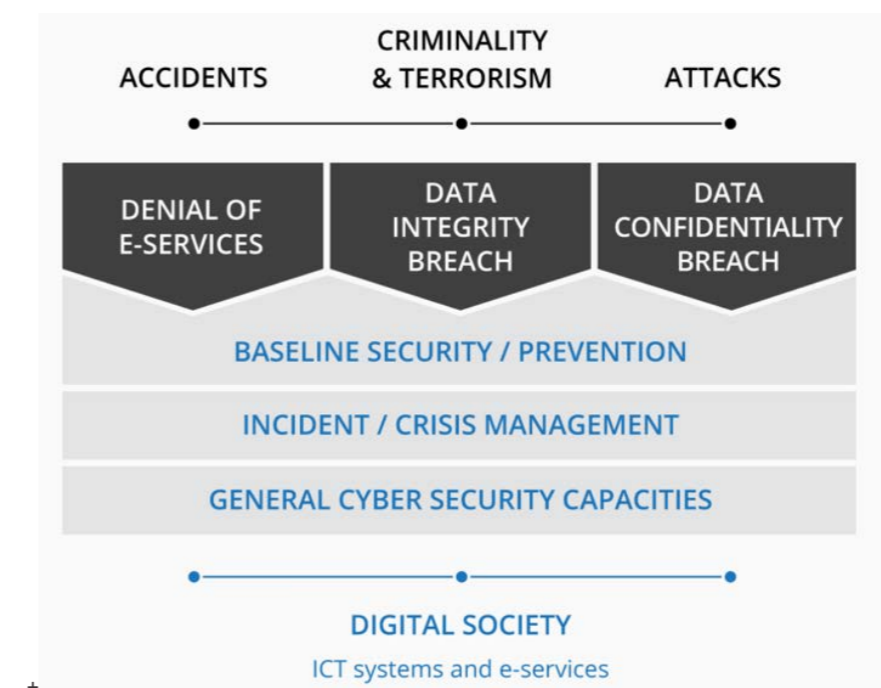 CRIMINALITY
ACCIDENTS & TERRORISM ATTACKS
DENIAL OF
E-SERVICES
DATA
INTEGRITY
BREACH
DATA
CONFIDENTIALITY
BREACH
BASELINE SECURITY / PREVENTION
INCIDENT / CRISIS MANAGEMENT
GENERAL CYBER SECURITY CAPACITIES
DIGITAL SOCIETY
ICT systems and e-services